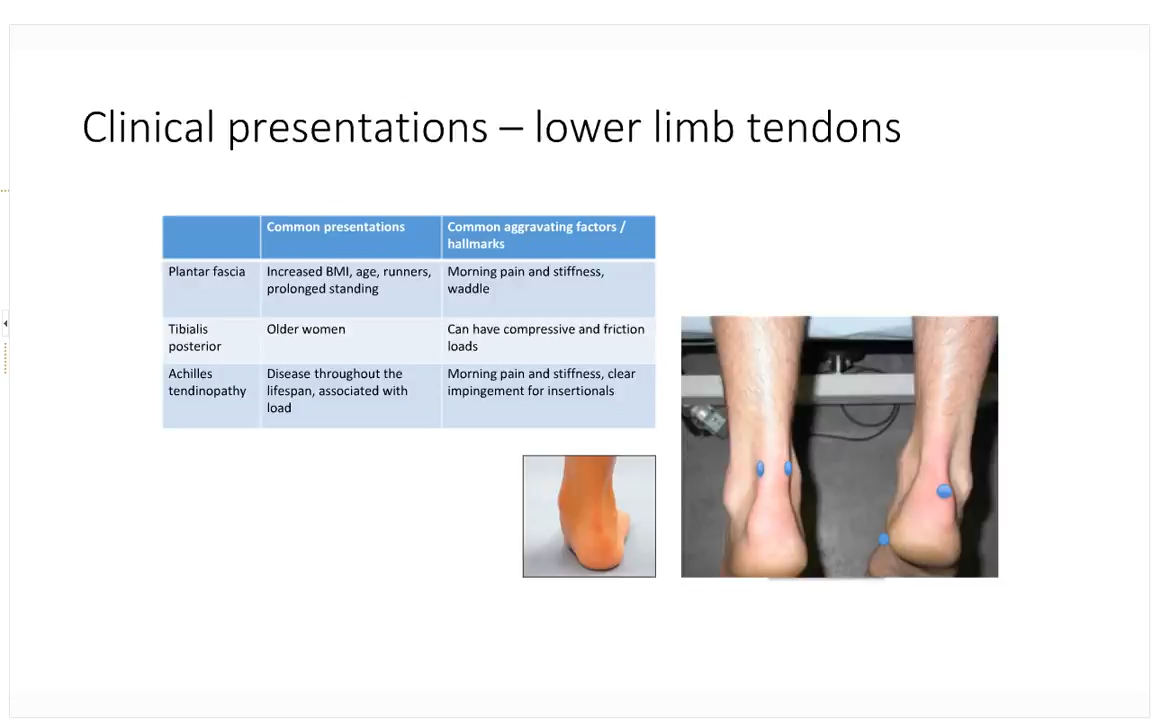 Clinical presentations – lower limb tendons
Common presentations
Common aggravating factors /
hallmarks
Plantar fascia
Increased BMI, age, runners,
prolonged standing
Morning pain and stiffness,
waddle
Tibialis
posterior
Older women
Can have compressive and friction
loads
Achilles
tendinopathy
Disease throughout the
lifespan, associated with
load
Morning pain and stiffness, clear
impingement for insertionals